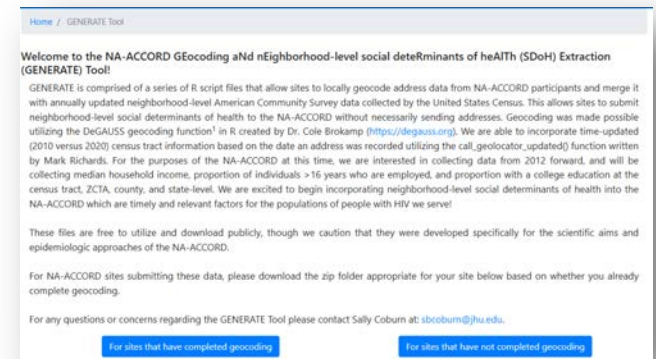 Home / GENERATE Tool
Welcome to the NA-ACCORD GEocoding aNd nEighborhood-level social deteRminants of heAlTh (SDoH) Extraction
(GENERATE) Tool!
GENERATE is comprised of a series of R script files that allow sites to locally geocode address data from NA-ACCORD participants and merge it
with annually updated neighborhood-level American Community Survey data collected by the United States Census. This allows sites to submit
neighborhood-level social determinants of health to the NA-ACCORD without necessarily sending addresses. Geocoding was made possible
utilizing the DeGAUSS geocoding function¹ in R created by Dr. Cole Brokamp (https://degauss.org). We are able to incorporate time-updated
(2010 versus 2020) census tract information based on the date an address was recorded utilizing the call_geolocator_updated() function written
by Mark Richards. For the purposes of the NA-ACCORD at this time, we are interested in collecting data from 2012 forward, and will be
collecting median household income, proportion of individuals >16 years who are employed, and proportion with a college education at the
census tract, ZCTA, county, and state-level. We are excited to begin incorporating neighborhood-level social determinants of health into the
NA-ACCORD which are timely and relevant factors for the populations of people with HIV we serve!
These files are free to utilize and download publicly, though we caution that they were developed specifically for the scientific aims and
epidemiologic approaches of the NA-ACCORD.
For NA-ACCORD sites submitting these data, please download the zip folder appropriate for your site below based on whether you already
complete geocoding.
For any questions or concerns regarding the GENERATE Tool please contact Sally Coburn at: sbcoburn@jhu.edu.
For sites that have completed geocoding
For sites that have not completed geocoding